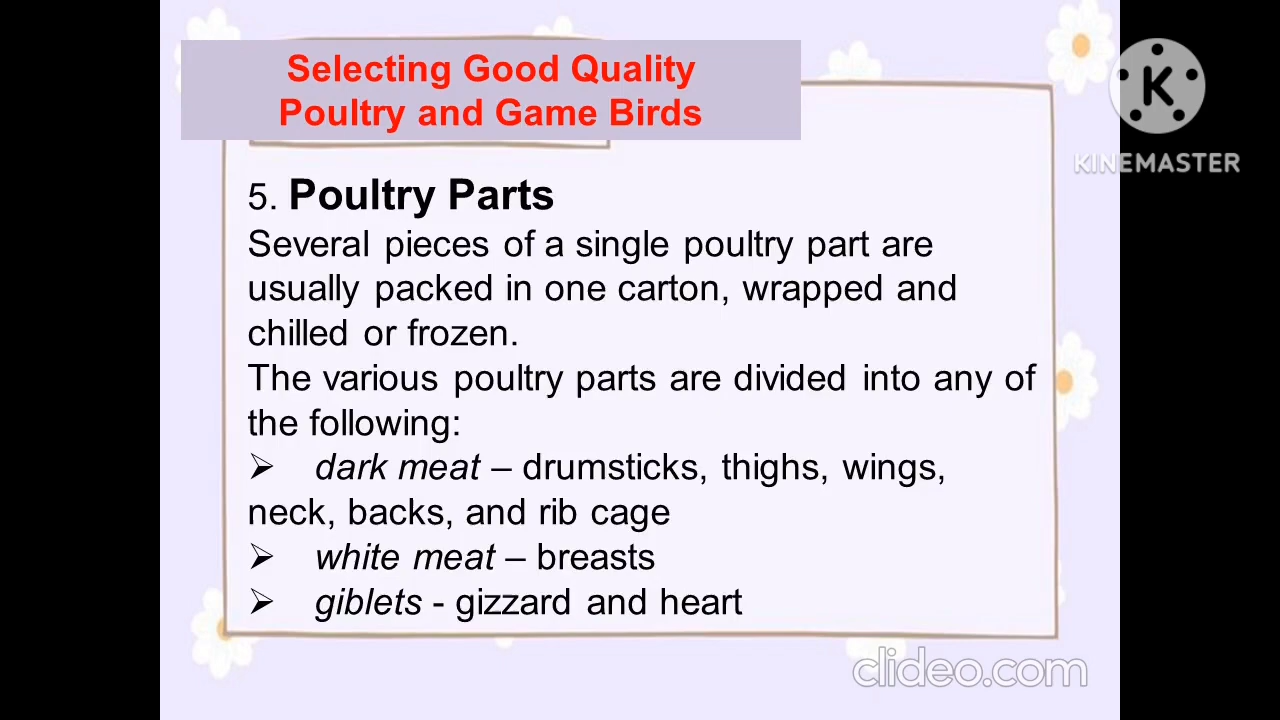 Selecting Good Quality
Poultry and Game Birds
K
KINEMASTER
5. Poultry Parts
Several pieces of a single poultry part are
usually packed in one carton, wrapped and
chilled or frozen.
The various poultry parts are divided into any of
the following:
➢ dark meat – drumsticks, thighs, wings,
neck, backs, and rib cage
➢ white meat – breasts
➢ giblets - gizzard and heart
clideo.com